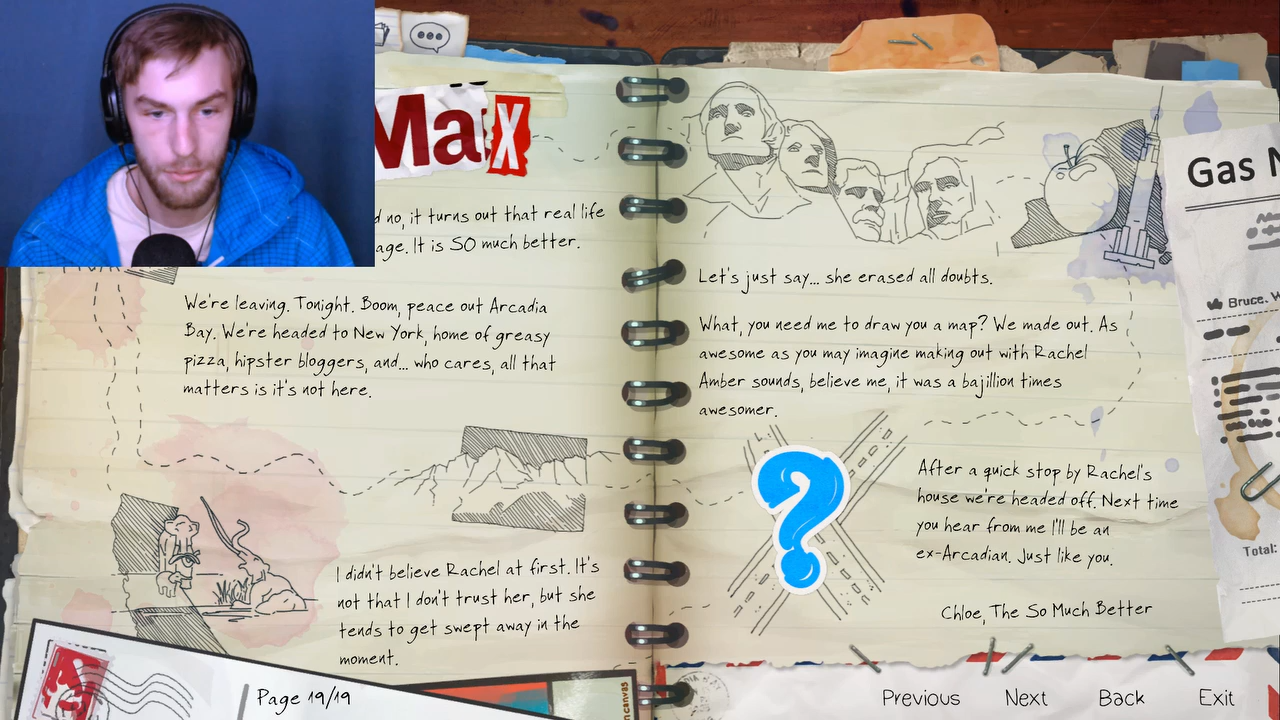 Max
d no, it turns out that real life
age. It is SO much better.
We're leaving. Tonight. Boom, peace out Arcadia
Bay. We're headed to New York, home of greasy
pizza, hipster bloggers, and... who cares, all that
matters is it's not here.
I didn't believe Rachel at first. It's
not that I don't trust her, but she
tends to get swept away in the
moment.
Page 19/19
Let's just say... she erased all doubts.
What, you need me to draw you a map? We made out. As
awesome as you may imagine making out with Rachel
Amber sounds, believe me, it was a bajillion times
awesomer.
?
After a quick stop by Rachel's
house we're headed off. Next time
you hear from me I'll be an
ex-Arcadian. Just like you.
Chloe, The So Much Better
Gas
Bruce. W
Total:
canvas
Previous Next Back Exit